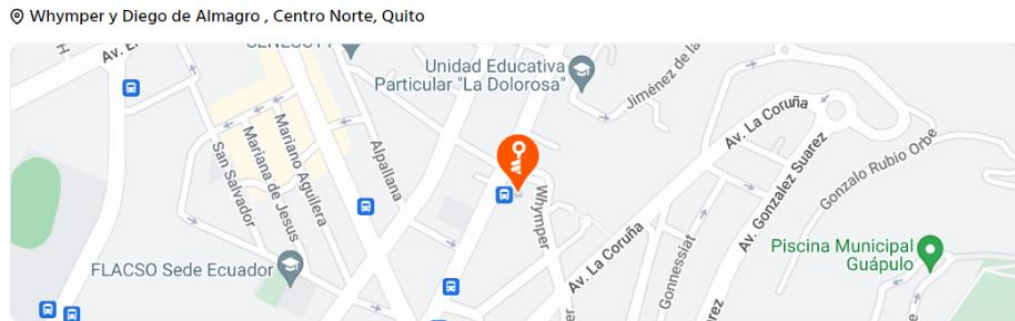 Whymper y Diego de Almagro , Centro Norte, Quito
Unidad Educativa
Particular "La Dolorosa"
Jiménez de la
Av. La Coruña
Mariano Aguilera
Mariana de Jesus
San Salvador
Alpallana
Whymper
Av. Gonzalez Suarez
Gonzalo Rubio Orbe
Av. La Coruña
Gonnessiat
Piscina Municipal
Guápulo
FLACSO Sede Ecuador